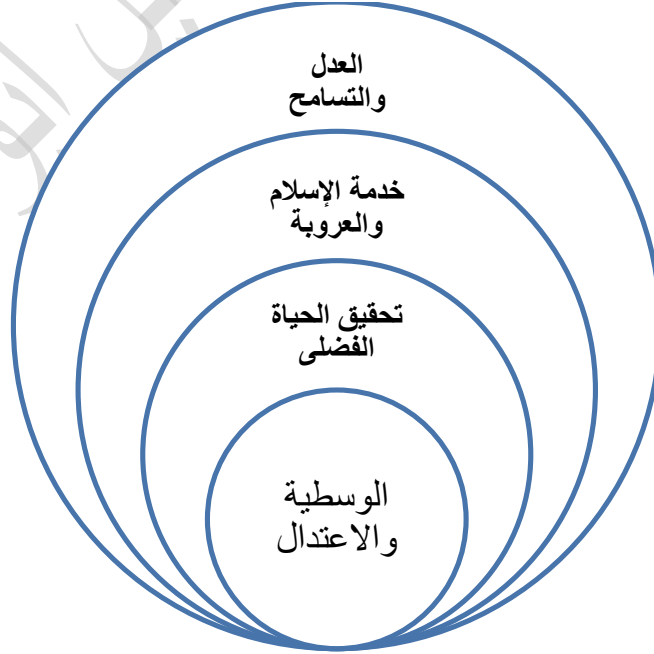 العدل
والتسامح
خدمة الإسلام
والعروبة
تحقيق الحياة
الفضلى
الوسطية
والاعتدال